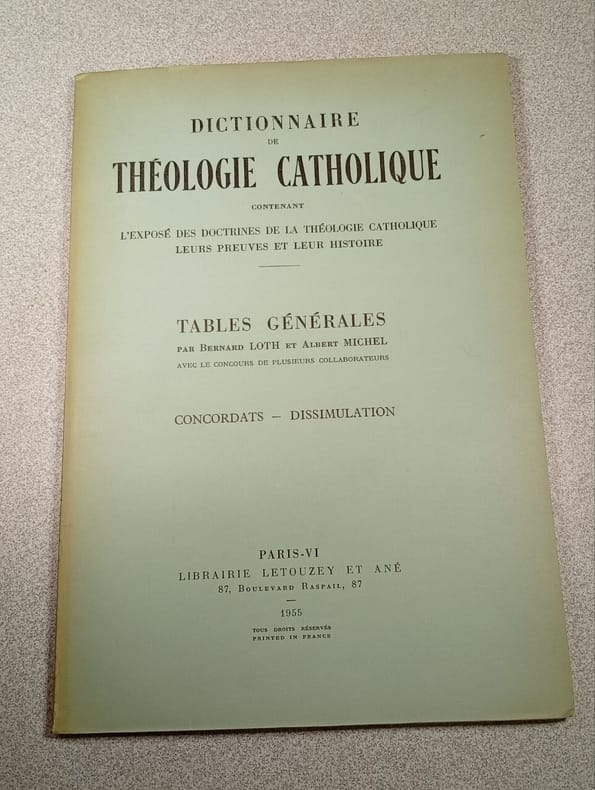 DICTIONNAIRE
DE
THÉOLOGIE CATHOLIQUE
CONTENANT
L'EXPOSÉ DES DOCTRINES DE LA THÉOLOGIE CATHOLIQUE
LEURS PREUVES ET LEUR HISTOIRE
TABLES GÉNÉRALES
PAR BERNARD LOTH ET ALBERT MICHEL
AVEC LE CONCOURS DE PLUSIEURS COLLABORATEURS
CONCORDATS — DISSIMULATION
PARIS-VI
LIBRAIRIE LETOUZEY ET ANÉ
87, BOULEVARD RASPAIL, 87
1955
TOUS DROITS RÉSERVÉS
PRINTED IN FRANCE